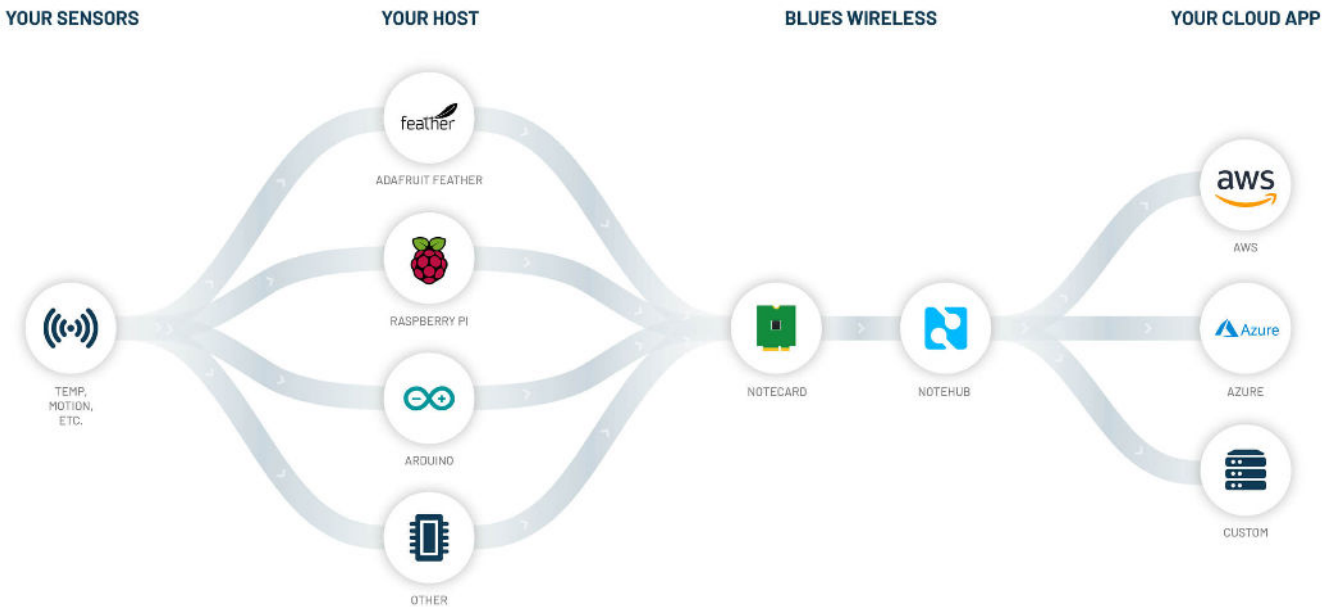 YOUR SENSORS
YOUR HOST
BLUES WIRELESS
YOUR CLOUD APP
feather
ADAFRUIT FEATHER
aws
AWS
RASPBERRY PI
TEMP,
MOTION,
ETC.
NOTECARD
NOTEHUB
Azure
AZURE
ARDUINO
CUSTOM
OTHER